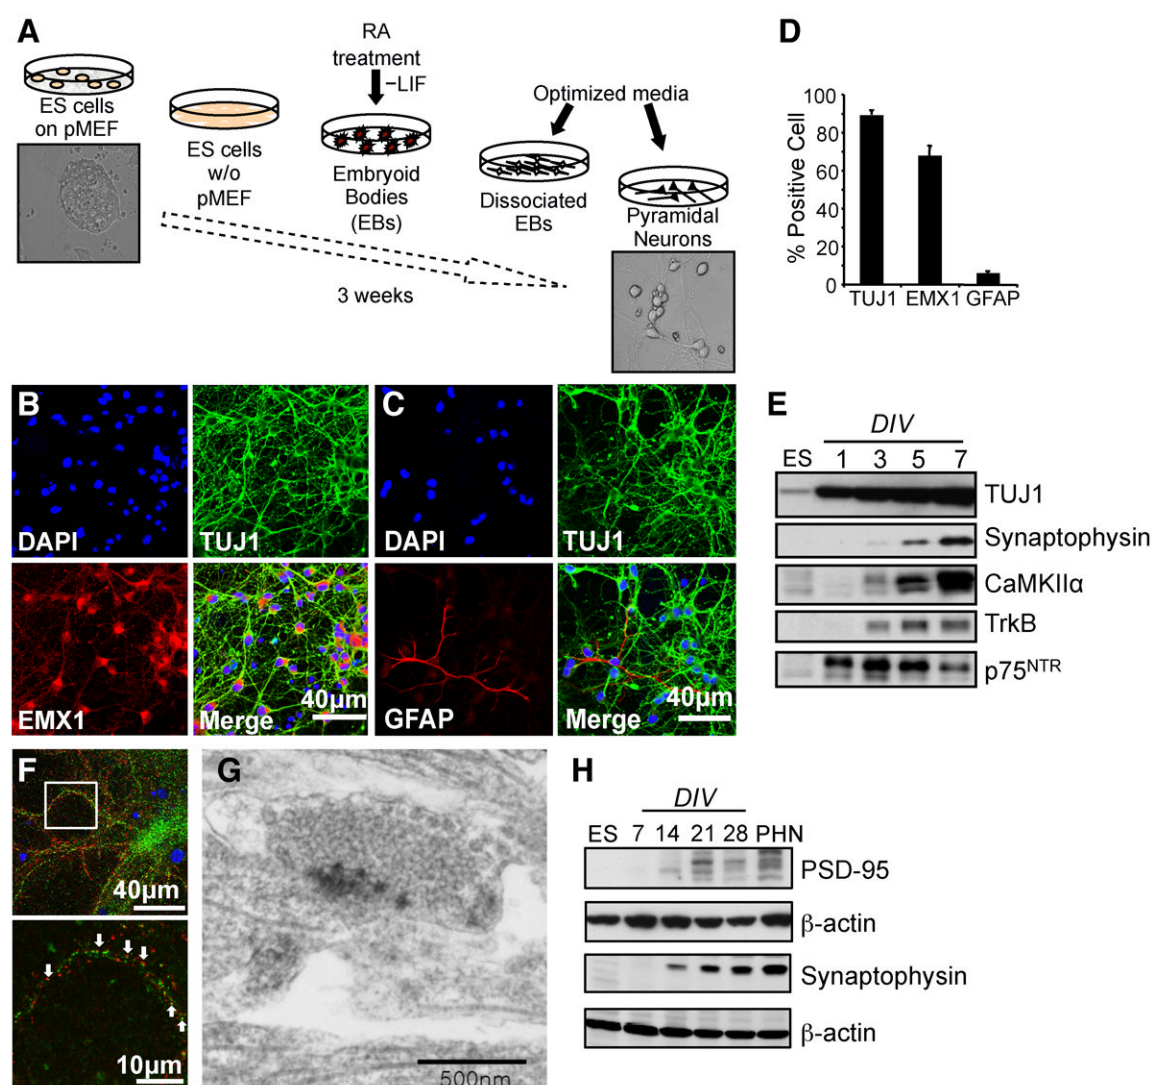 A
ES cells
on pMEF
ES cells
w/o
pMEF
RA
treatment
–LIF
Embryoid
Bodies
(EBs)
Optimized media
Dissociated
EBs
Pyramidal
Neurons
3 weeks
D
% Positive Cell
100
80
60
40
20
0
TUJ1 EMX1 GFAP
B
DAPI
TUJ1
EMX1
Merge
40μm
C
DAPI
TUJ1
GFAP
Merge
40μm
E
DIV
ES 1 3 5 7
TUJ1
Synaptophysin
CaMKIIα
TrkB
p75NTR
F
40μm
10μm
G
500nm
H
DIV
ES 7 14 21 28 PHN
PSD-95
β-actin
Synaptophysin
β-actin